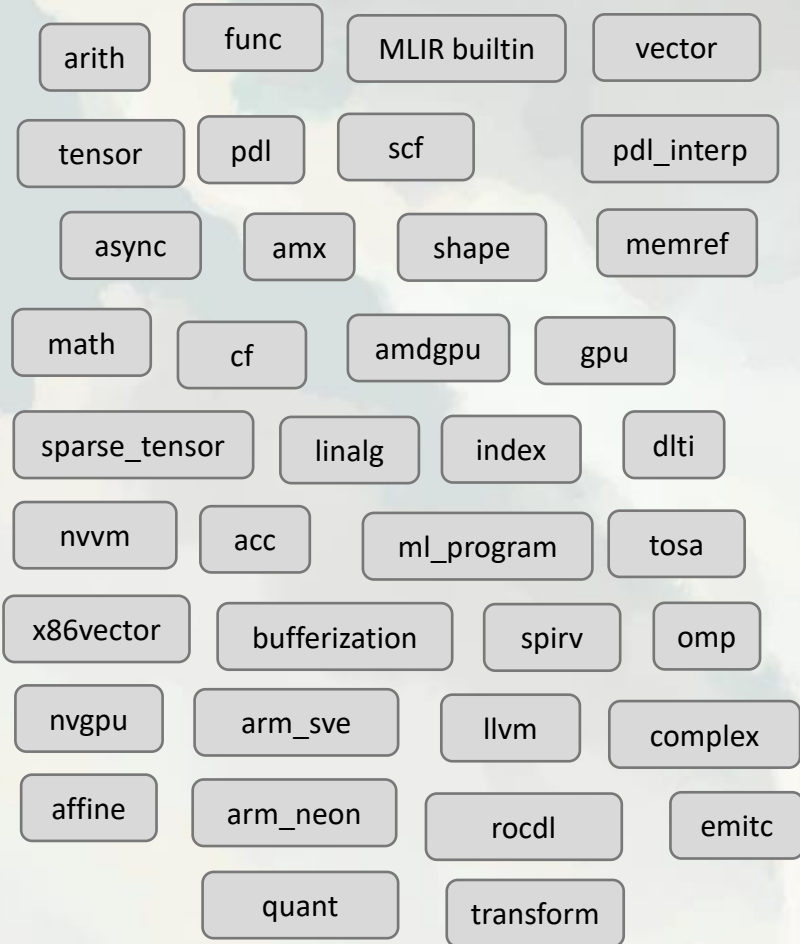 arith
func
MLIR builtin
vector
tensor
pdl
scf
pdl_interp
async
amx
shape
memref
math
cf
amdgpu
gpu
sparse_tensor
linalg
index
dlti
nvvm
acc
ml_program
tosa
x86vector
bufferization
spirv
omp
nvgpu
arm_sve
llvm
complex
affine
arm_neon
rocdl
emitc
quant
transform